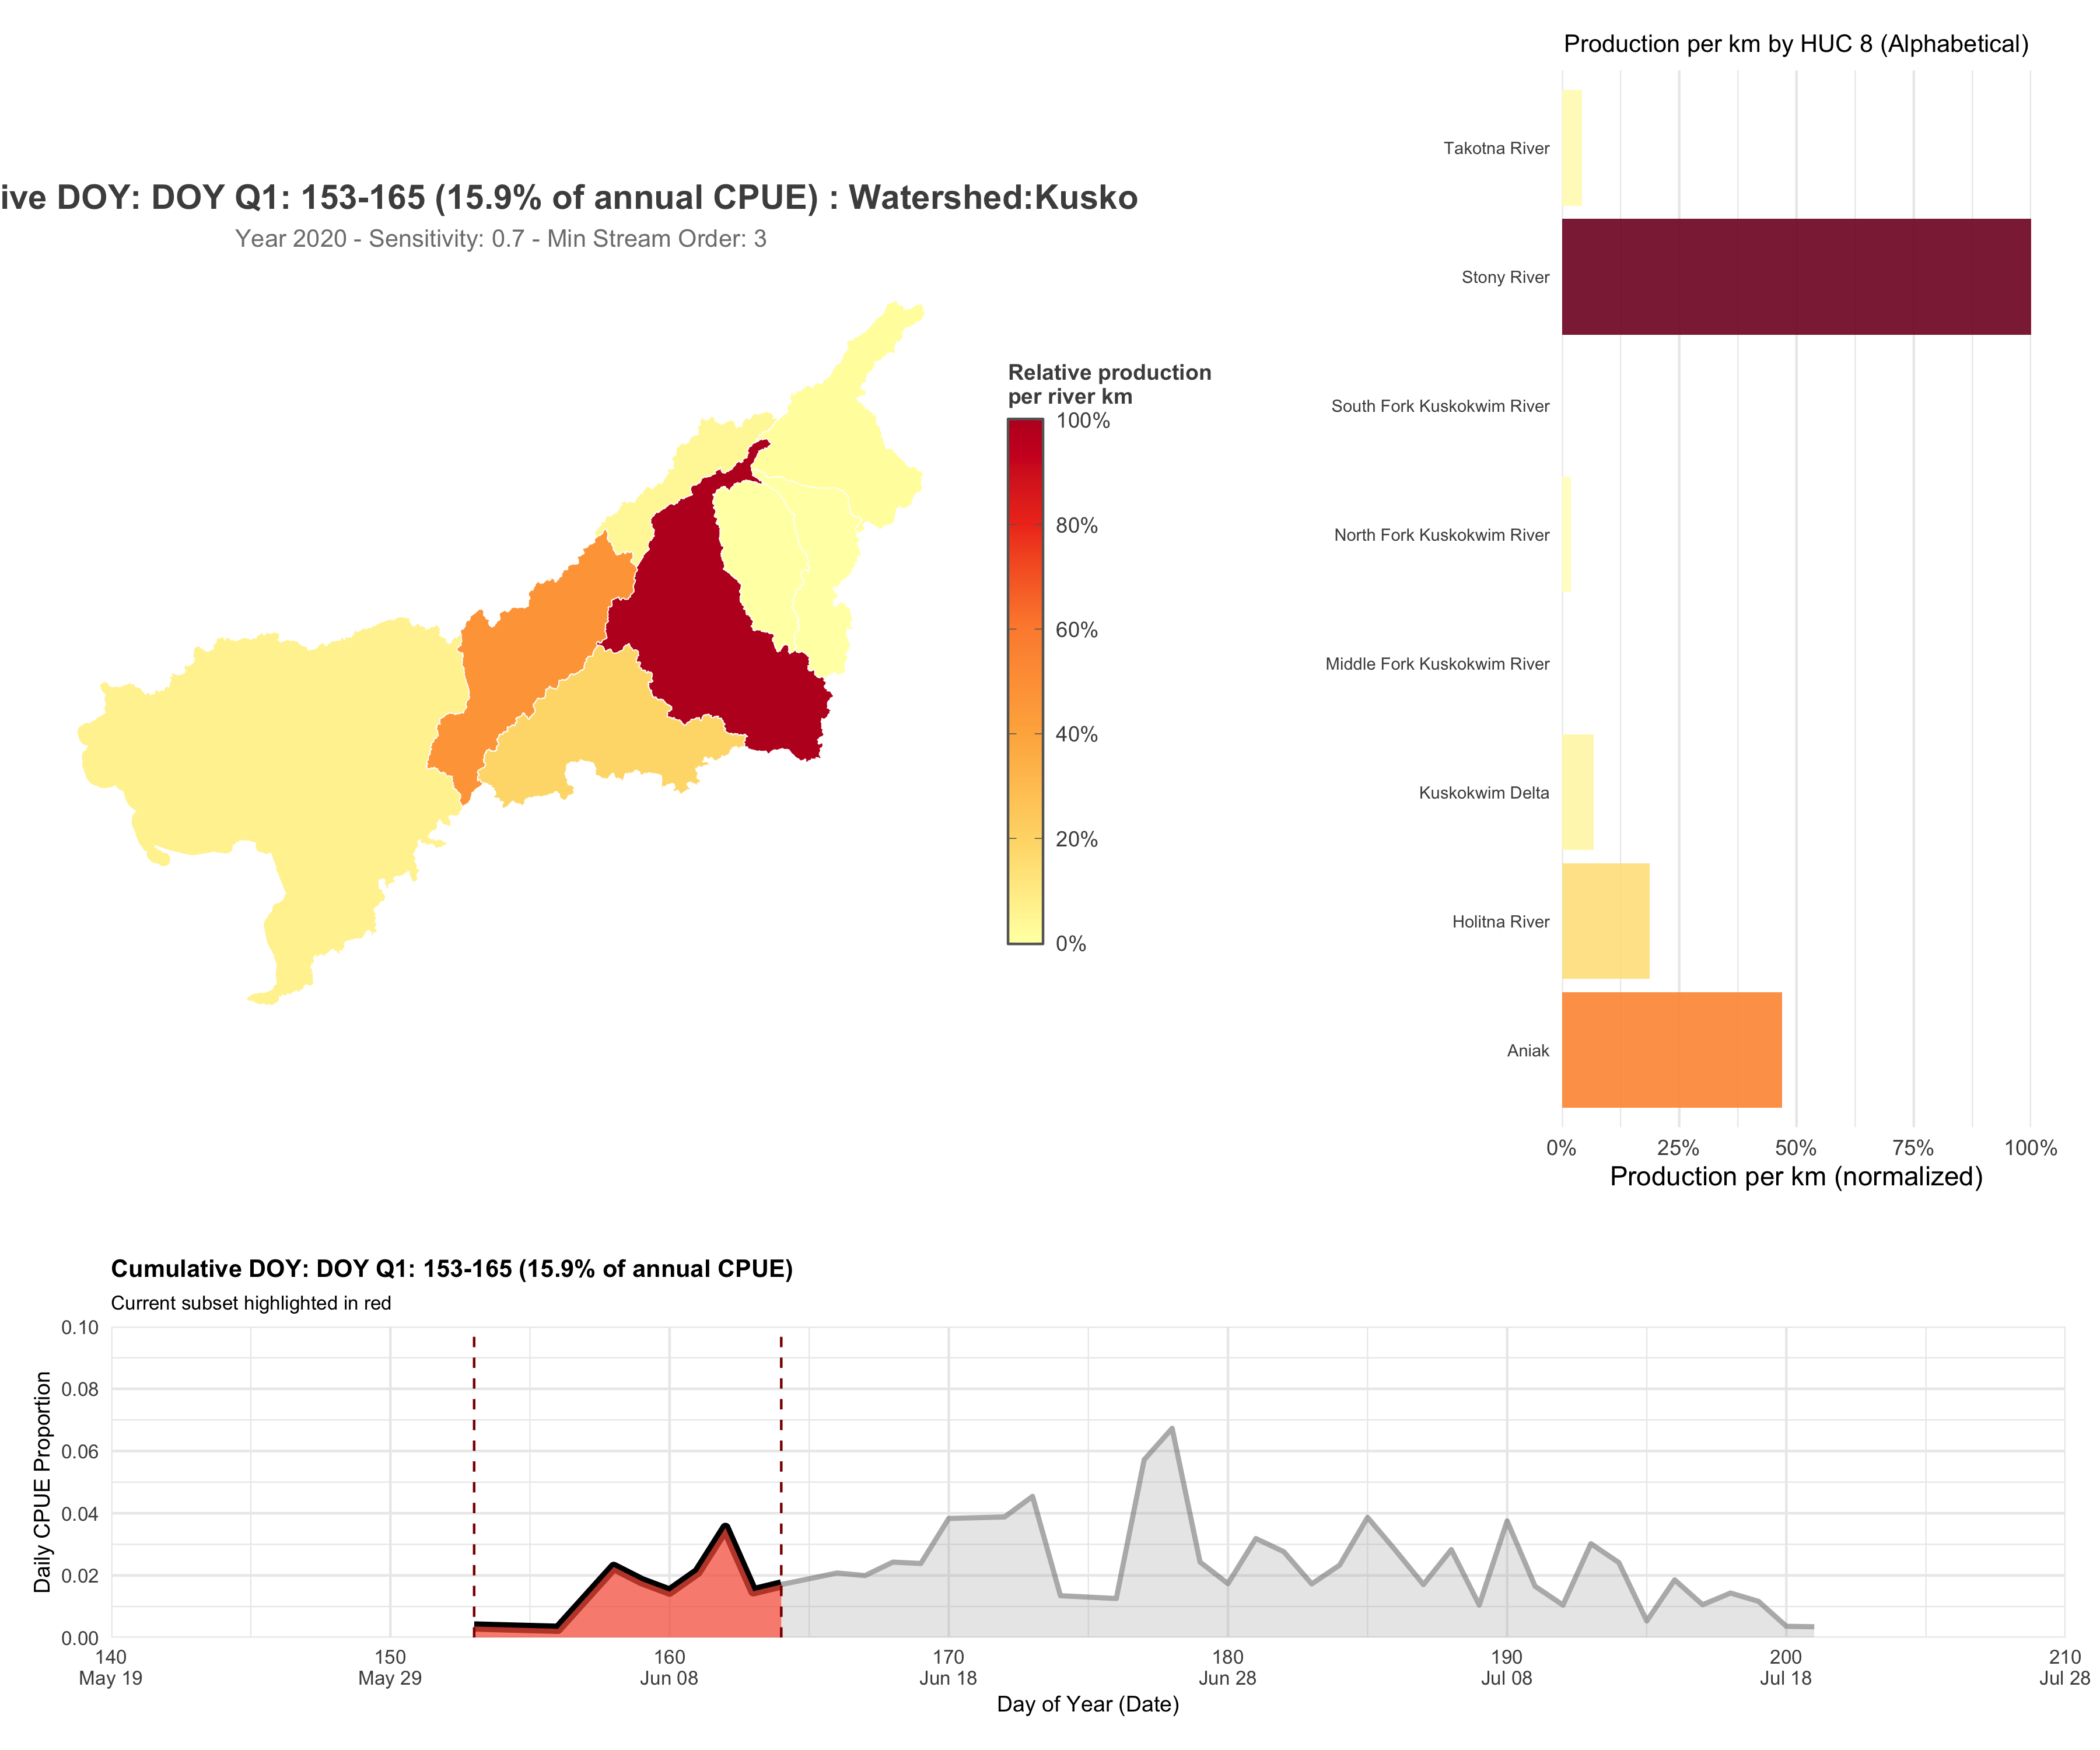 ive DOY: DOY Q1: 153-165 (15.9% of annual CPUE) : Watershed:Kusko
Year 2020 - Sensitivity: 0.7 - Min Stream Order: 3
Relative production
per river km
100%
80%
60%
40%
20%
0%
Production per km by HUC 8 (Alphabetical)
Takotna River
Stony River
South Fork Kuskokwim River
North Fork Kuskokwim River
Middle Fork Kuskokwim River
Kuskokwim Delta
Holitna River
Aniak
0% 25% 50% 75% 100%
Production per km (normalized)
Cumulative DOY: DOY Q1: 153-165 (15.9% of annual CPUE)
Current subset highlighted in red
Daily CPUE Proportion
0.10
0.08
0.06
0.04
0.02
0.00
140 150 160 170 180 190 200 210
May 19 May 29 Jun 08 Jun 18 Jun 28 Jul 08 Jul 18 Jul 28
Day of Year (Date)